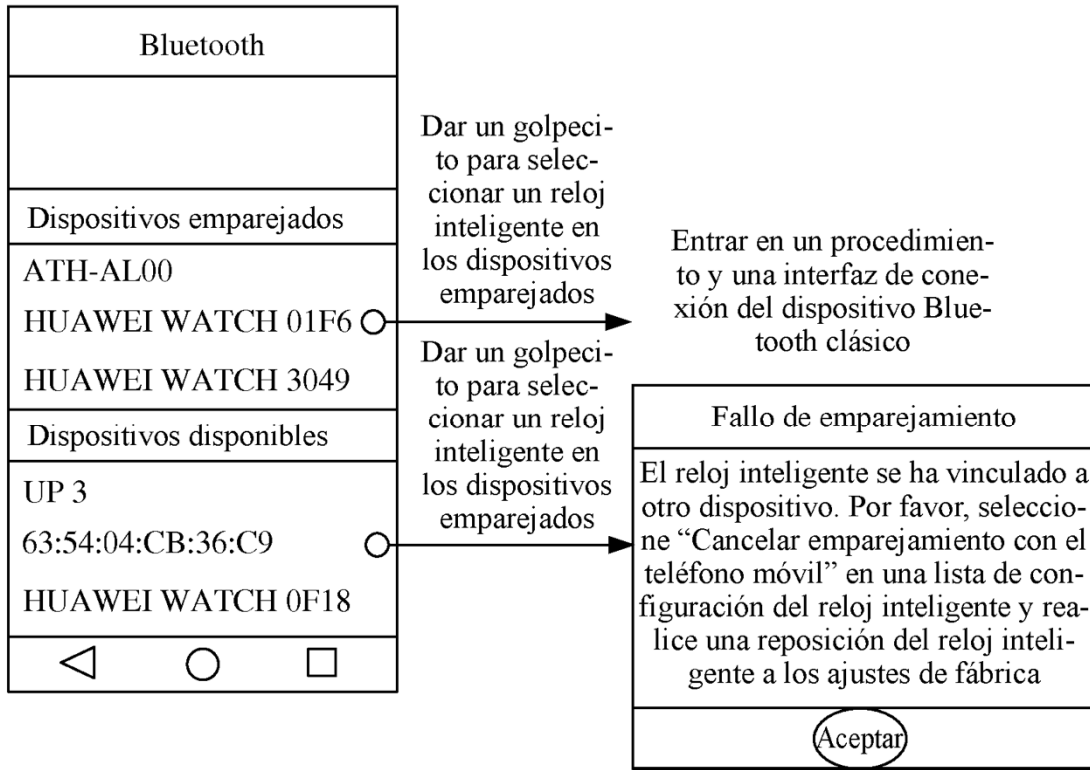 Bluetooth
Dispositivos emparejados
ATH-AL00
HUAWEI WATCH 01F6
HUAWEI WATCH 3049
Dispositivos disponibles
UP 3
63:54:04:CB:36:C9
HUAWEI WATCH 0F18
Dar un golpeci-
to para selec-
cionar un reloj
inteligente en
los dispositivos
emparejados
Dar un golpeci-
to para selec-
cionar un reloj
inteligente en
los dispositivos
emparejados
Entrar en un procedimien-
to y una interfaz de cone-
xión del dispositivo Blue-
tooth clásico
Fallo de emparejamiento
El reloj inteligente se ha vinculado a
otro dispositivo. Por favor, seleccio-
ne “Cancelar emparejamiento con el
teléfono móvil” en una lista de con-
figuración del reloj inteligente y rea-
lice una reposición del reloj inteli-
gente a los ajustes de fábrica
Aceptar